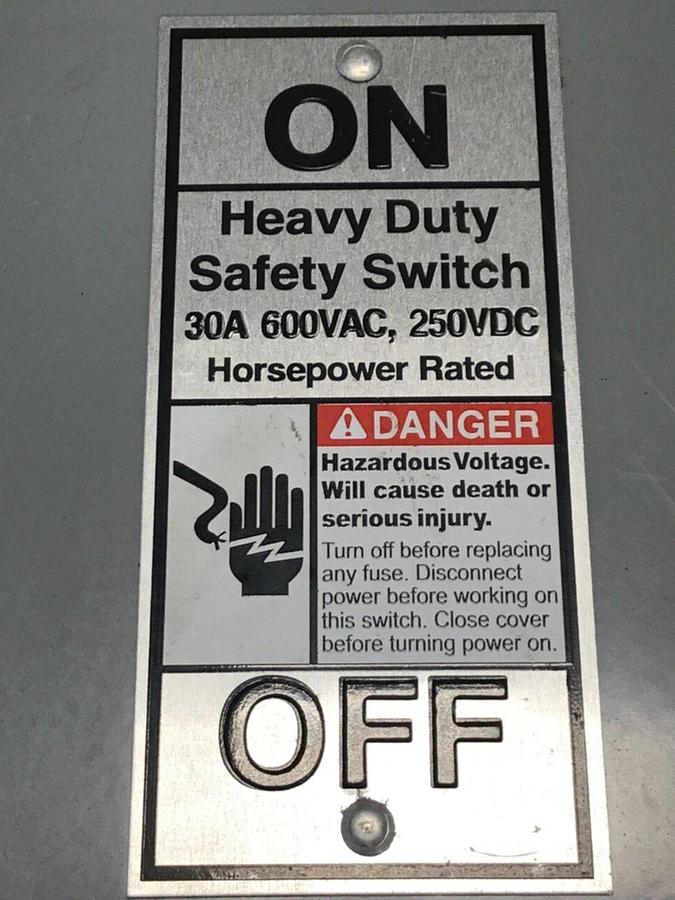 ON
Heavy Duty
Safety Switch
30A 600VAC, 250VDC
Horsepower Rated
DANGER
Hazardous Voltage.
Will cause death or
serious injury.
Turn off before replacing
any fuse. Disconnect
power before working on
this switch. Close cover
before turning power on.
OFF